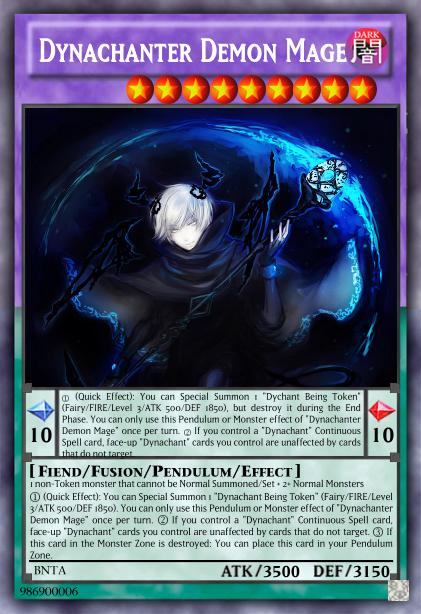 DYNACHANTER DEMON MAGE
DARK
闇
① (Quick Effect): You can Special Summon 1 "Dychant Being Token"
(Fairy/FIRE/Level 3/ATK 500/DEF 1850), but destroy it during the End
Phase. You can only use this Pendulum or Monster effect of "Dynachanter
Demon Mage" once per turn. ② If you control a "Dynachant" Continuous
Spell card, face-up "Dynachant" cards you control are unaffected by cards
that do not target.
10
10
[ FIEND/FUSION/PENDULUM/EFFECT ]
1 non-Token monster that cannot be Normal Summoned/Set + 2+ Normal Monsters
① (Quick Effect): You can Special Summon 1 "Dynachant Being Token" (Fairy/FIRE/Level
3/ATK 500/DEF 1850). You can only use this Pendulum or Monster effect of "Dynachanter
Demon Mage" once per turn. ② If you control a "Dynachant" Continuous Spell card,
face-up "Dynachant" cards you control are unaffected by cards that do not target. ③ If
this card in the Monster Zone is destroyed: You can place this card in your Pendulum
Zone.
BNTA
ATK/3500 DEF/3150
986900006